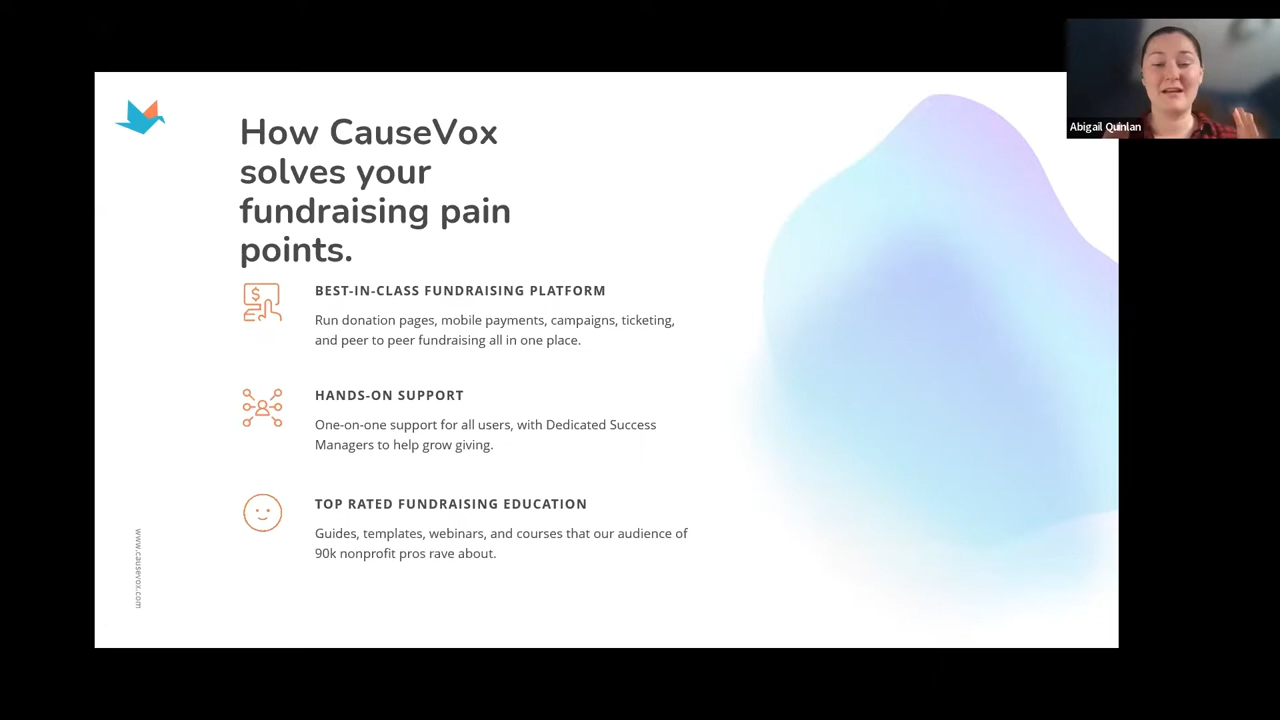 How CauseVox
solves your
fundraising pain
points.
BEST-IN-CLASS FUNDRAISING PLATFORM
Run donation pages, mobile payments, campaigns, ticketing,
and peer to peer fundraising all in one place.
HANDS-ON SUPPORT
One-on-one support for all users, with Dedicated Success
Managers to help grow giving.
TOP RATED FUNDRAISING EDUCATION
Guides, templates, webinars, and courses that our audience of
90k nonprofit pros rave about.
www.causevox.com
Abigail Quinlan
$